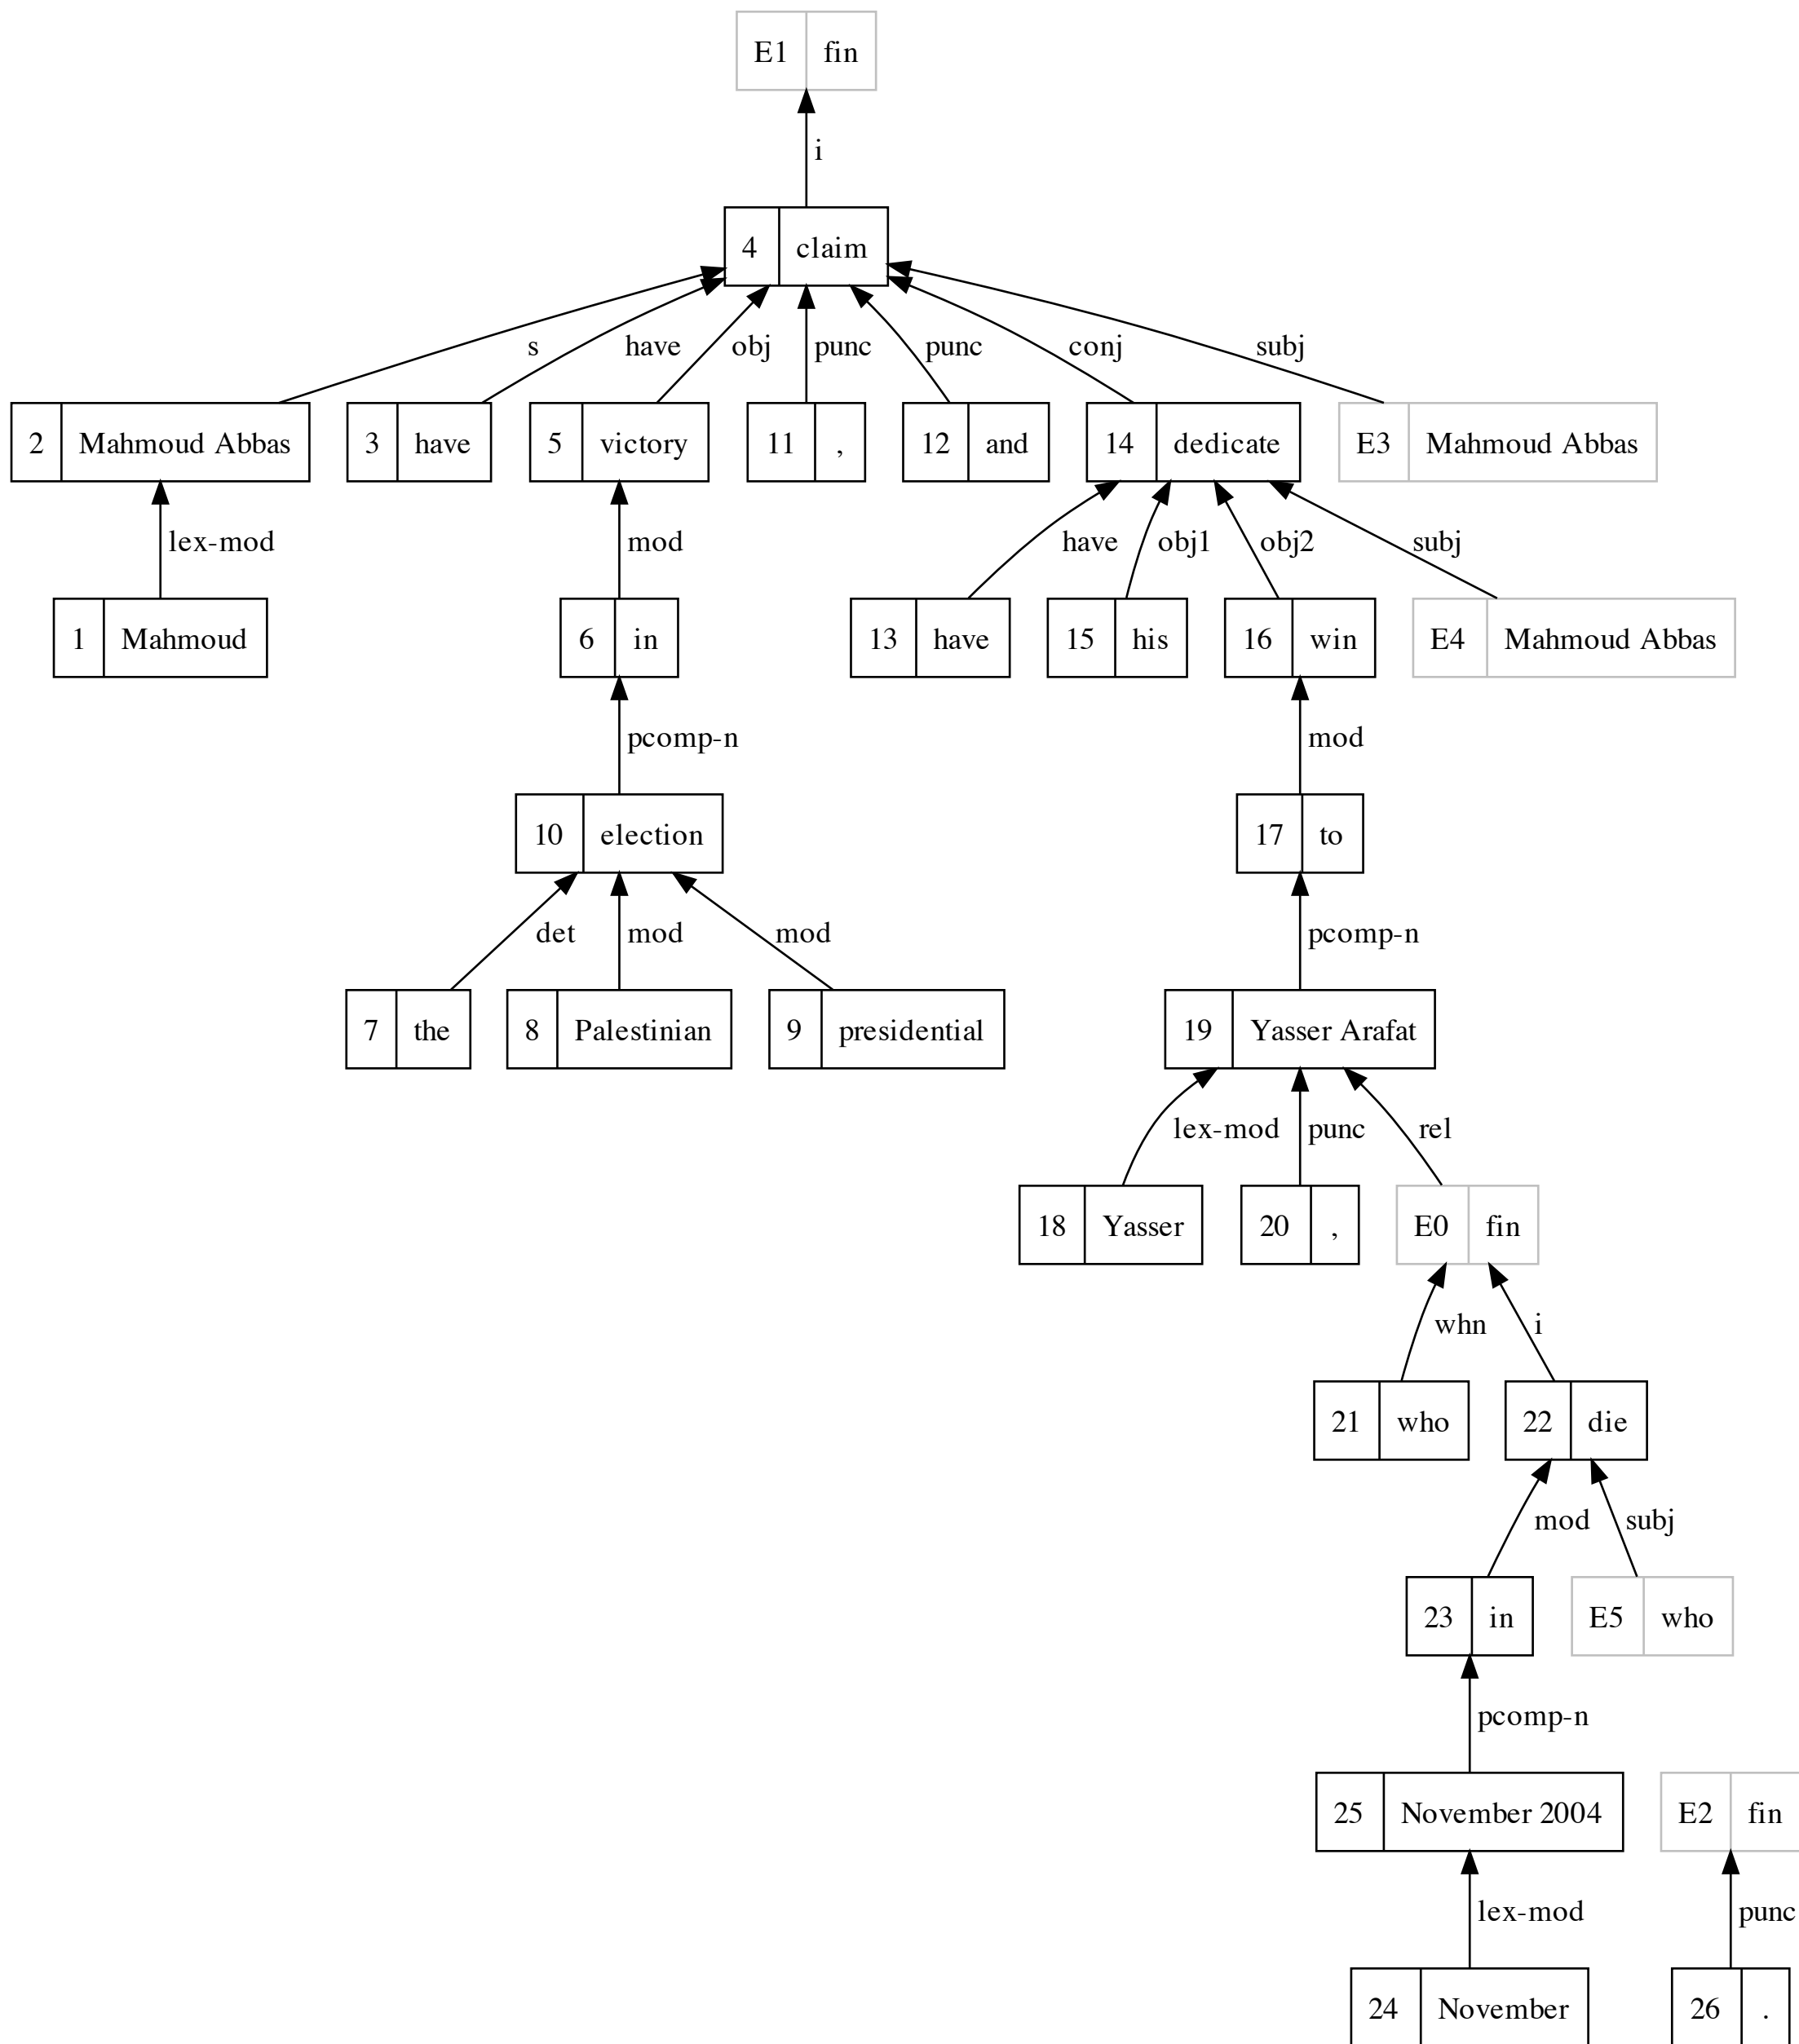 E1 fin
i
4 claim
s have obj punc punc conj subj
2 Mahmoud Abbas 3 have 5 victory 11 , 12 and 14 dedicate E3 Mahmoud Abbas
lex-mod mod have obj1 obj2 subj
1 Mahmoud 6 in 13 have 15 his 16 win E4 Mahmoud Abbas
pcomp-n mod
10 election 17 to
det mod mod pcomp-n
7 the 8 Palestinian 9 presidential 19 Yasser Arafat
lex-mod punc rel
18 Yasser 20 , E0 fin
whn i
21 who 22 die
mod subj
23 in E5 who
pcomp-n
25 November 2004 E2 fin
lex-mod punc
24 November 26 .